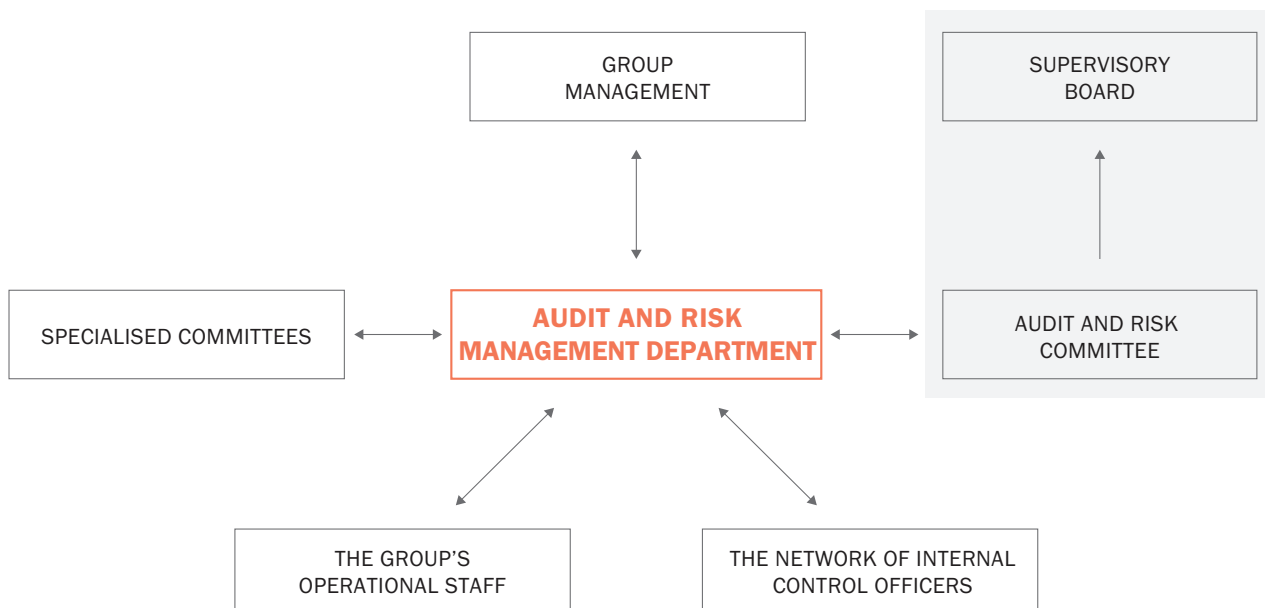 GROUP
MANAGEMENT
SUPERVISORY
BOARD
SPECIALISED COMMITTEES
AUDIT AND RISK
MANAGEMENT DEPARTMENT
AUDIT AND RISK
COMMITTEE
THE GROUP’S
OPERATIONAL STAFF
THE NETWORK OF INTERNAL
CONTROL OFFICERS